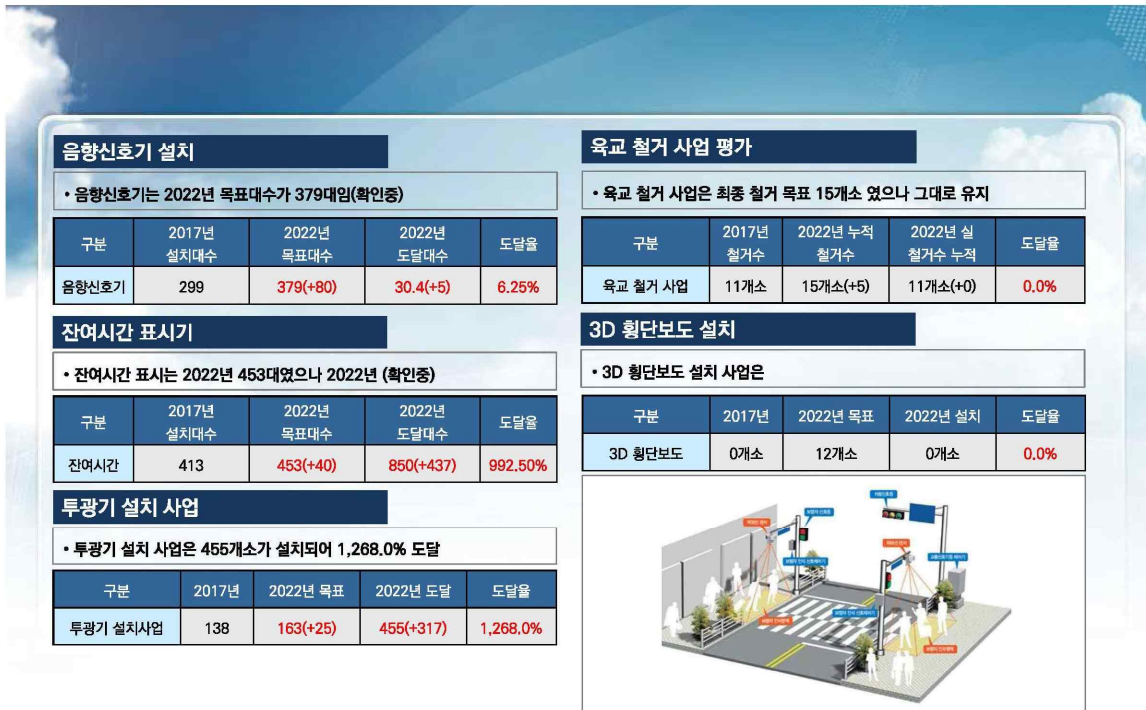 음향신호기 설치
• 음향신호기는 2022년 목표대수가 379대임(확인중)
구분 2017년 설치대수 2022년 목표대수 2022년 도달대수 도달율
음향신호기 299 379(+80) 30.4(+5) 6.25%
잔여시간 표시기
• 잔여시간 표시는 2022년 453대였으나 2022년 (확인중)
구분 2017년 설치대수 2022년 목표대수 2022년 도달대수 도달율
잔여시간 413 453(+40) 850(+437) 992.50%
투광기 설치 사업
• 투광기 설치 사업은 455개소가 설치되어 1,268.0% 도달
구분 2017년 2022년 목표 2022년 도달 도달율
투광기 설치사업 138 163(+25) 455(+317) 1,268.0%
육교 철거 사업 평가
• 육교 철거 사업은 최종 철거 목표 15개소 였으나 그대로 유지
구분 2017년 철거수 2022년 누적 철거수 2022년 실 철거수 누적 도달율
육교 철거 사업 11개소 15개소(+5) 11개소(+0) 0.0%
3D 횡단보도 설치
• 3D 횡단보도 설치 사업은
구분 2017년 2022년 목표 2022년 설치 도달율
3D 횡단보도 0개소 12개소 0개소 0.0%